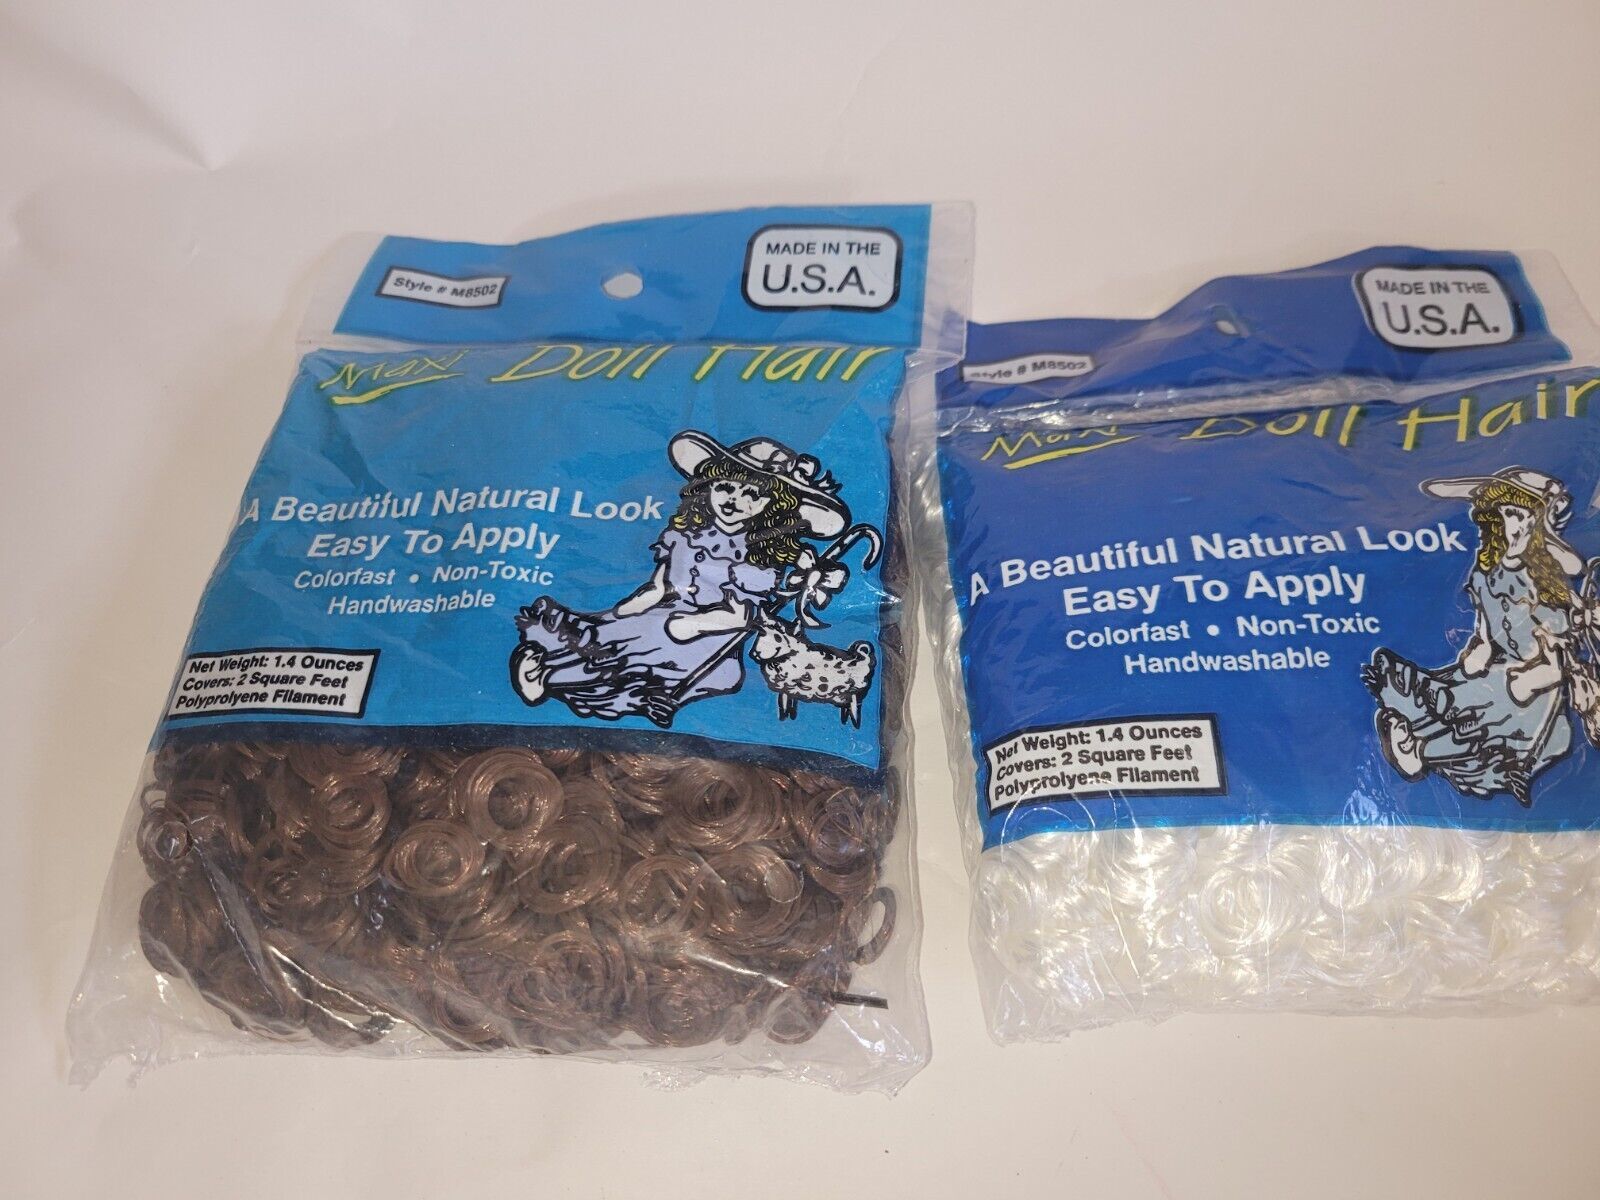 Style # M8502
MADE IN THE
U.S.A.
Maxi Doll Hair
A Beautiful Natural Look
Easy To Apply
Colorfast • Non-Toxic
Handwashable
Net Weight: 1.4 Ounces
Covers: 2 Square Feet
Polyprolyene Filament
Style # M8502
MADE IN THE
U.S.A.
Maxi Doll Hair
A Beautiful Natural Look
Easy To Apply
Colorfast • Non-Toxic
Handwashable
Net Weight: 1.4 Ounces
Covers: 2 Square Feet
Polyprolyene Filament